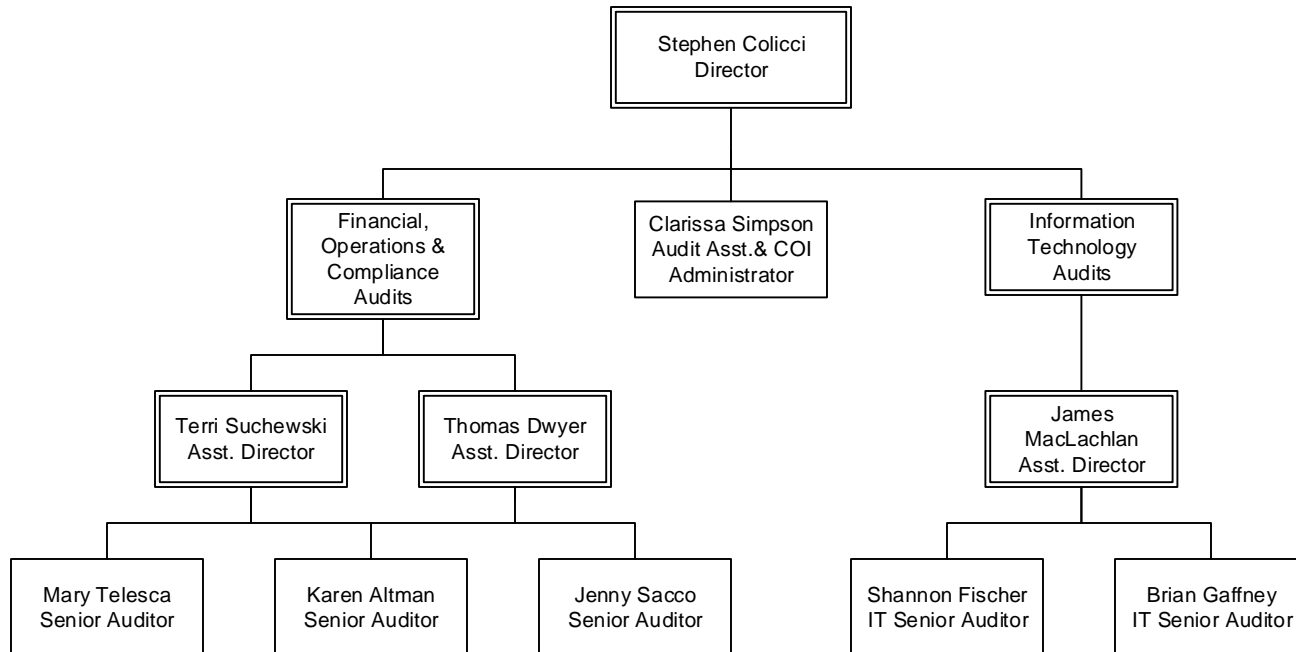 Stephen Colicci
Director
Financial,
Operations &
Compliance
Audits
Clarissa Simpson
Audit Asst.& COI
Administrator
Information
Technology
Audits
Terri Suchewski
Asst. Director
Thomas Dwyer
Asst. Director
James
MacLachlan
Asst. Director
Mary Telesca
Senior Auditor
Karen Altman
Senior Auditor
Jenny Sacco
Senior Auditor
Shannon Fischer
IT Senior Auditor
Brian Gaffney
IT Senior Auditor